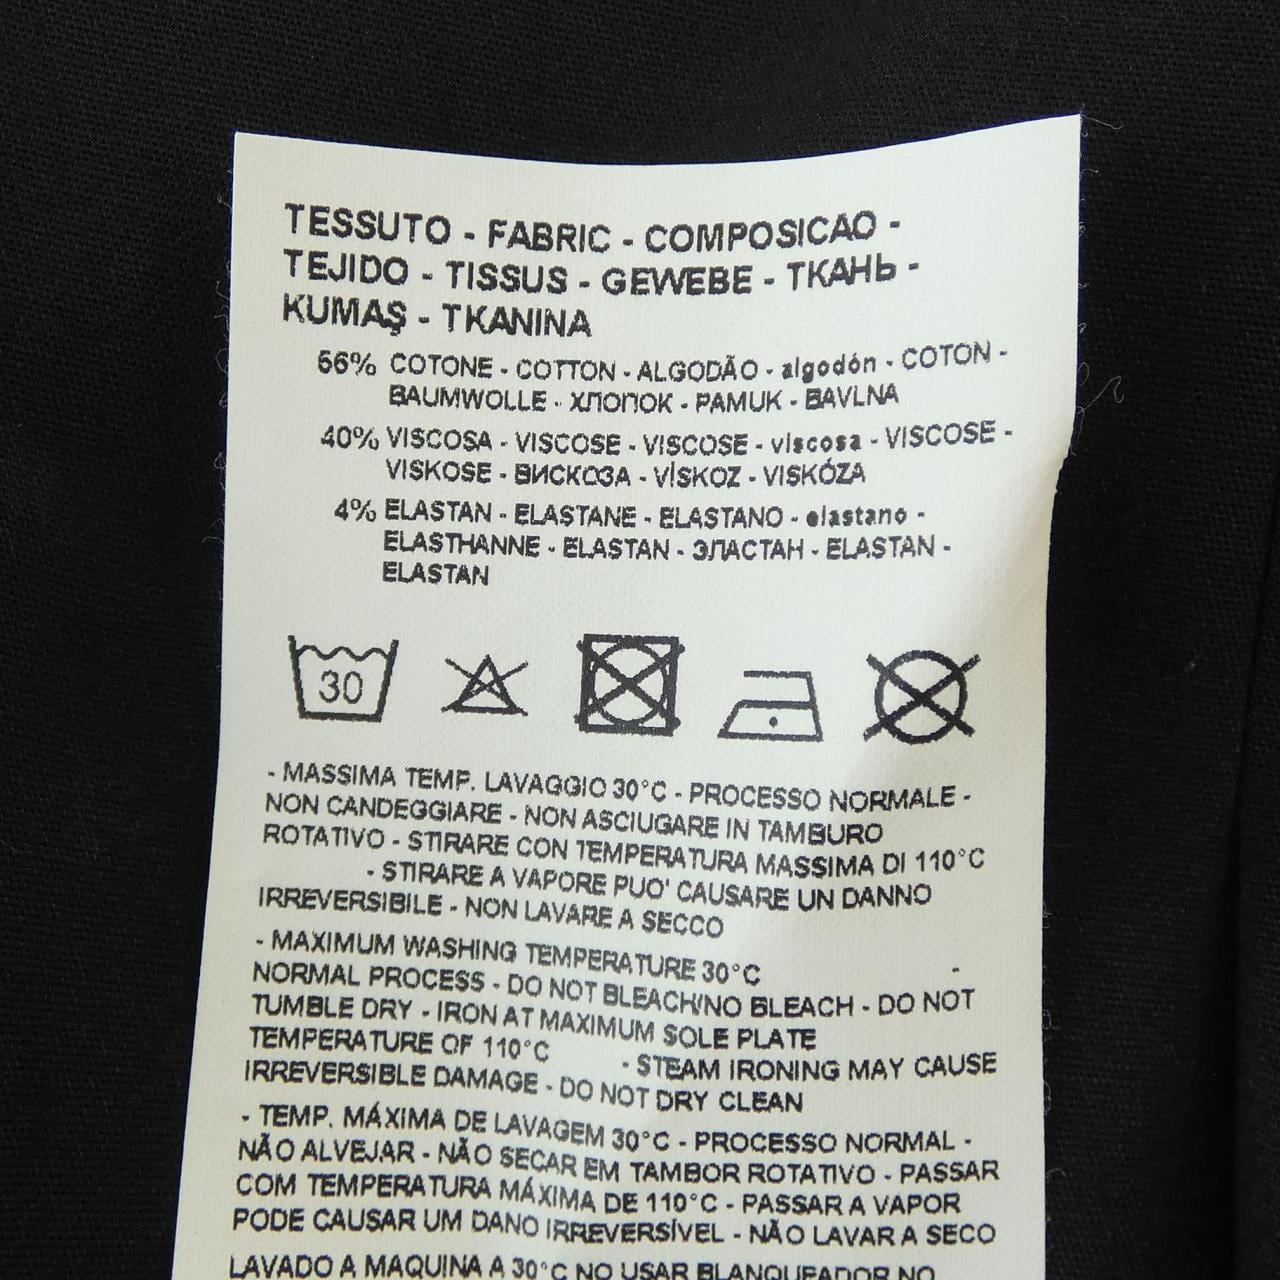 TESSUTO - FABRIC - COMPOSICAO -
TEJIDO - TISSUS - GEWEBE - ТКАНЬ -
KUMAŞ - TKANINA
56% COTONE - COTTON - ALGODÃO - algodón - COTON -
BAUMWOLLE - ХЛОПОК - PAMUK - BAVLNA
40% VISCOSA - VISCOSE - VISCOSE - viscosa - VISCOSE -
VISKOSE - ВИСКОЗА - VİSKOZ - VISKÓZA
4% ELASTAN - ELASTANE - ELASTANO - elastano -
ELASTHANNE - ELASTAN - ЭЛАСТАН - ELASTAN -
ELASTAN
30
- MASSIMA TEMP. LAVAGGIO 30°C - PROCESSO NORMALE -
NON CANDEGGIARE - NON ASCIUGARE IN TAMBURO
ROTATIVO - STIRARE CON TEMPERATURA MASSIMA DI 110°C
- STIRARE A VAPORE PUO' CAUSARE UN DANNO
IRREVERSIBILE - NON LAVARE A SECCO
- MAXIMUM WASHING TEMPERATURE 30°C -
NORMAL PROCESS - DO NOT BLEACH/NO BLEACH - DO NOT
TUMBLE DRY - IRON AT MAXIMUM SOLE PLATE
TEMPERATURE OF 110°C - STEAM IRONING MAY CAUSE
IRREVERSIBLE DAMAGE - DO NOT DRY CLEAN
- TEMP. MÁXIMA DE LAVAGEM 30°C - PROCESSO NORMAL -
NÃO ALVEJAR - NÃO SECAR EM TAMBOR ROTATIVO - PASSAR
COM TEMPERATURA MÁXIMA DE 110°C - PASSAR A VAPOR
PODE CAUSAR UM DANO IRREVERSÍVEL - NÃO LAVAR A SECO
LAVADO A MAQUINA A 30°C NO USAR BLANQUEADOR NO